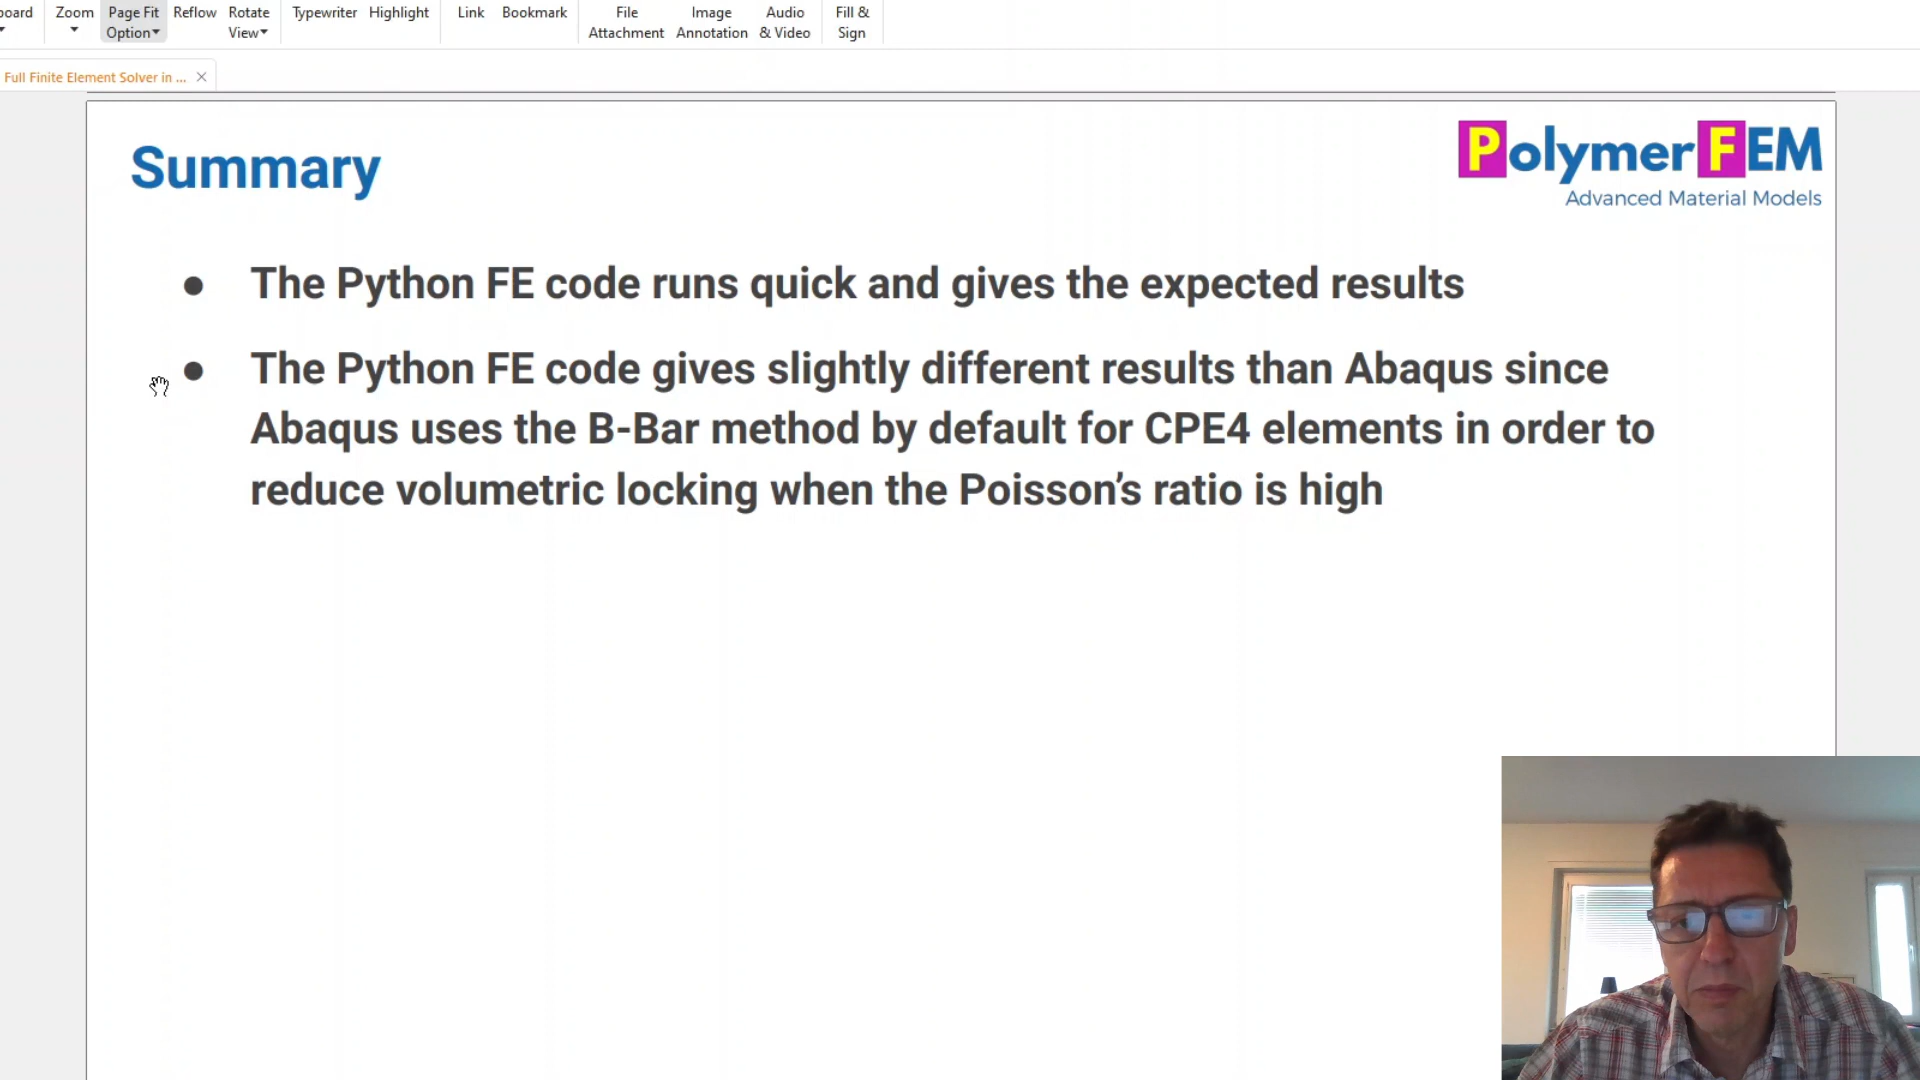 Zoom
Page Fit
Option
Reflow
Rotate
View
Typewriter
Highlight
Link
Bookmark
File
Attachment
Image
Annotation
Audio
& Video
Fill &
Sign
Full Finite Element Solver in ...
Summary
PolymerFEM
Advanced Material Models
● The Python FE code runs quick and gives the expected results
● The Python FE code gives slightly different results than Abaqus since
Abaqus uses the B-Bar method by default for CPE4 elements in order to
reduce volumetric locking when the Poisson’s ratio is high